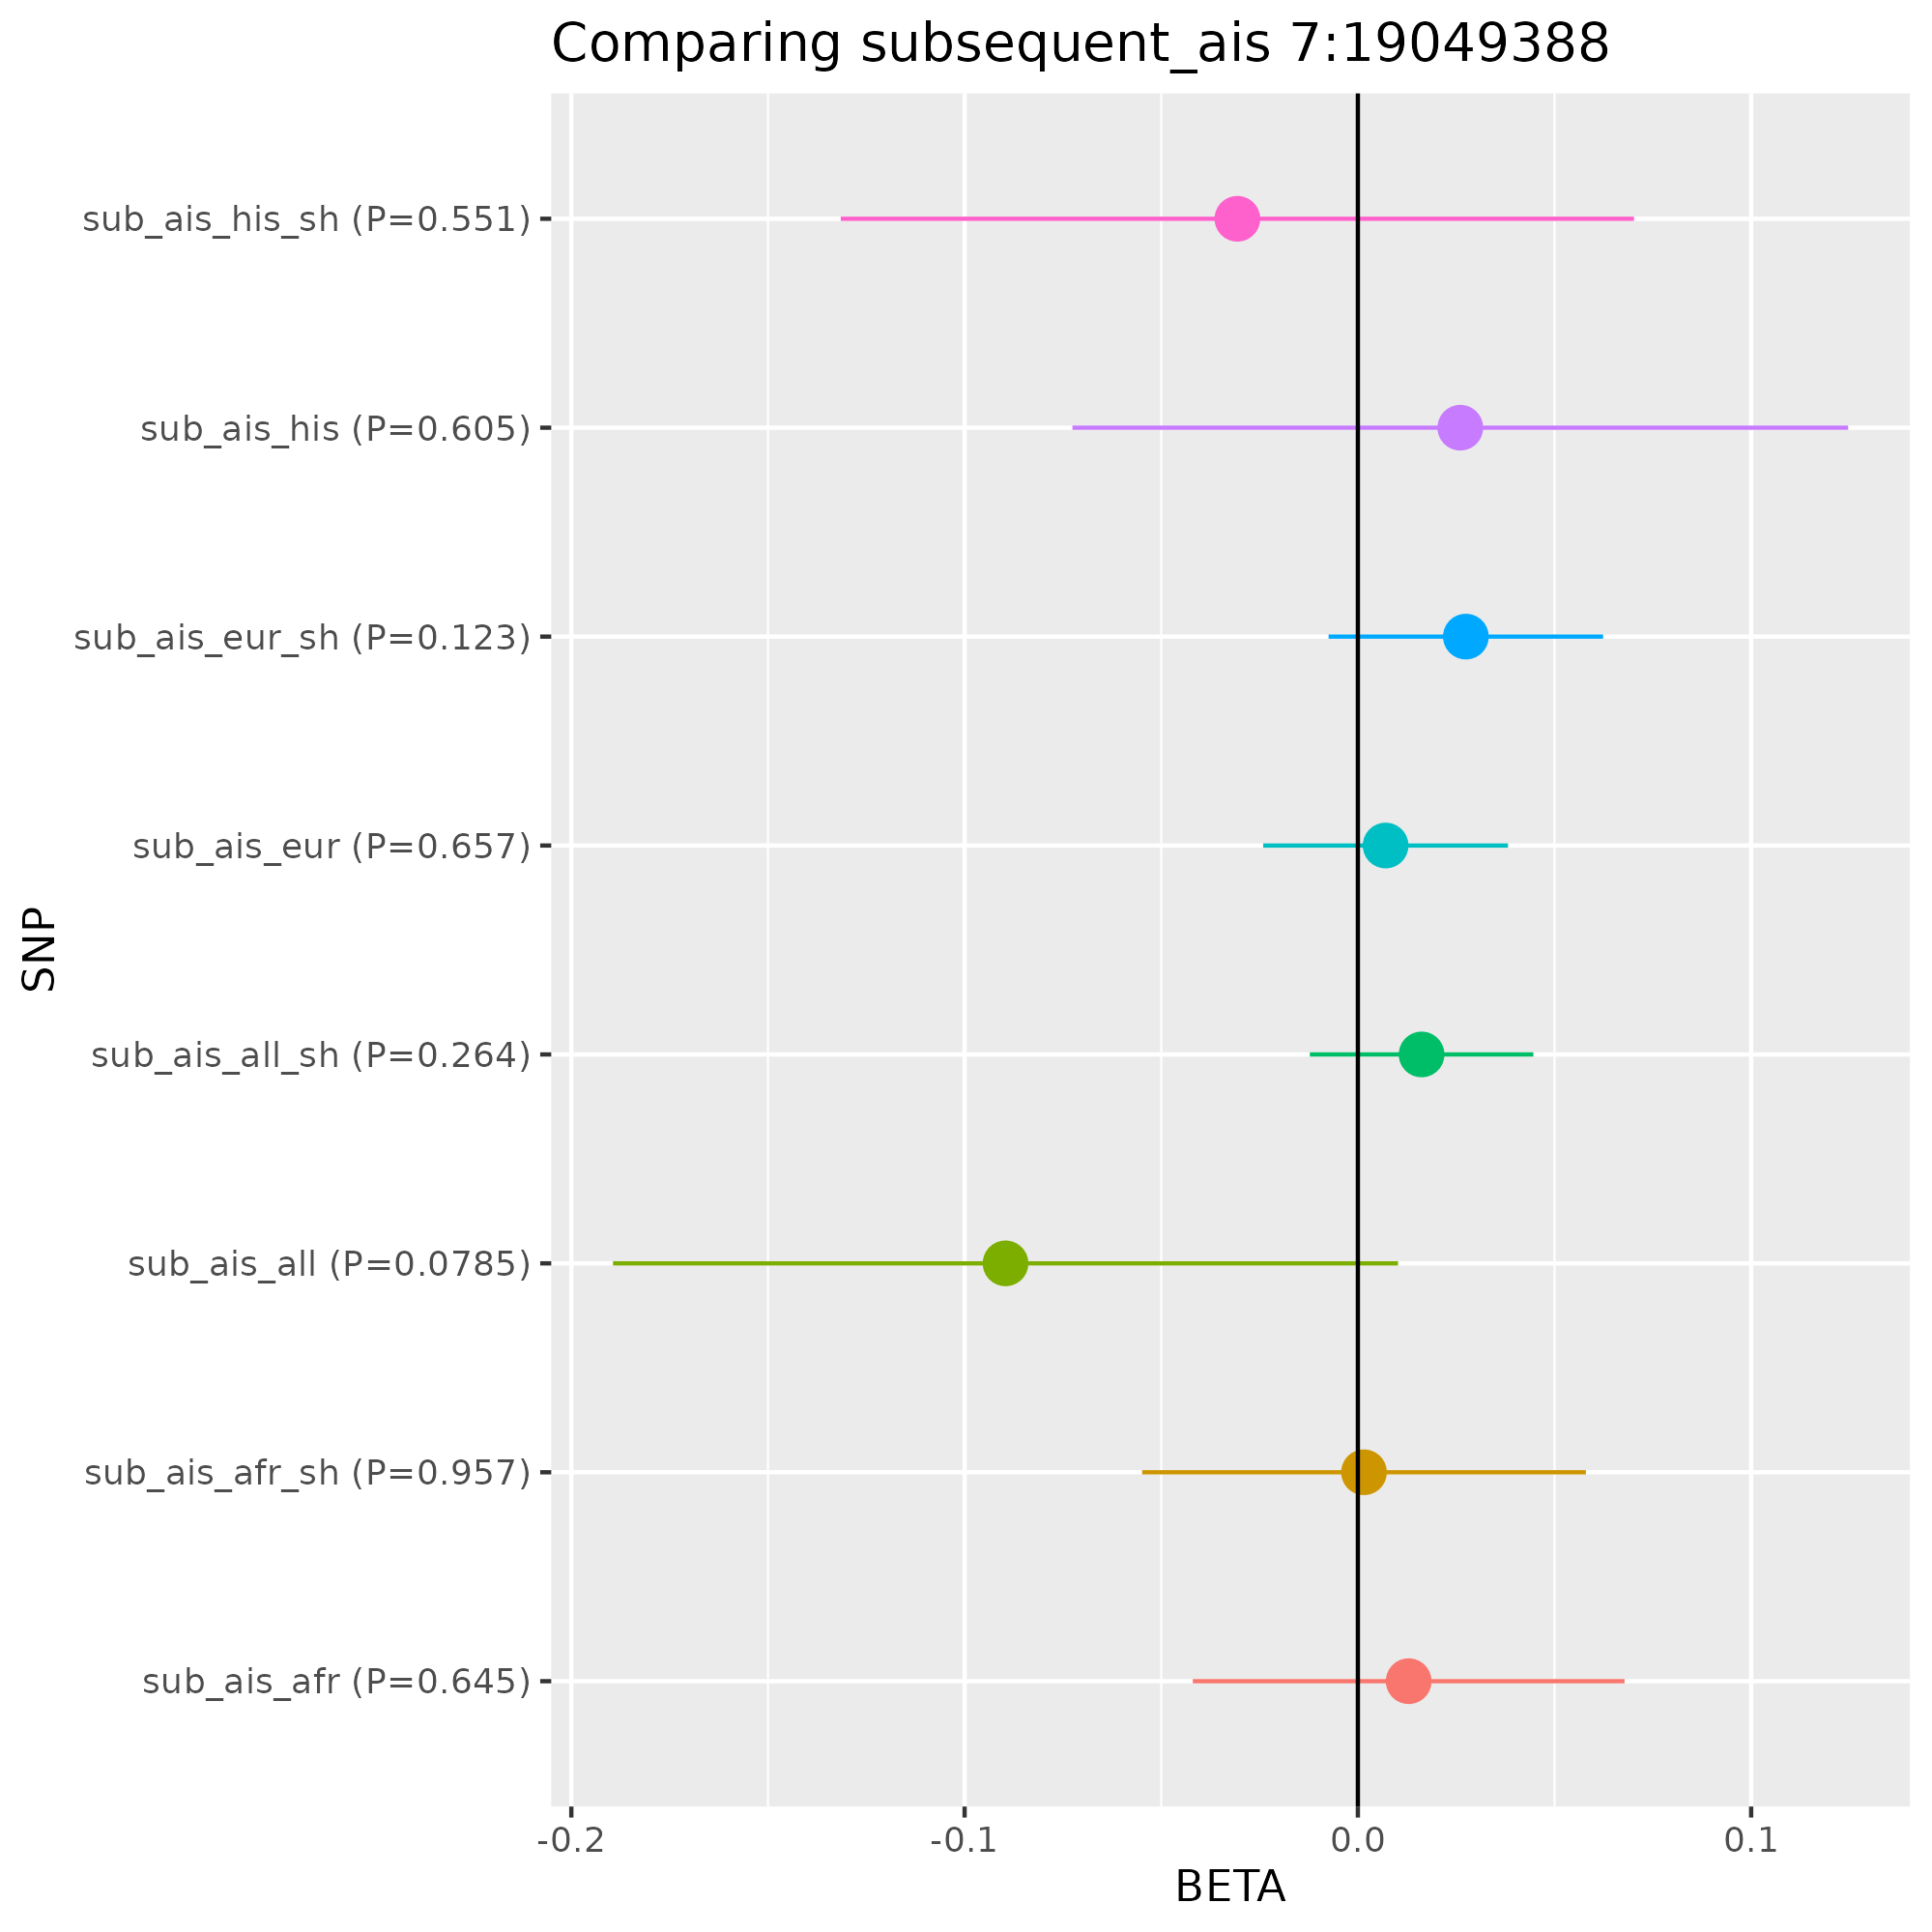 Comparing subsequent_ais 7:19049388
sub_ais_his_sh (P=0.551)
sub_ais_his (P=0.605)
sub_ais_eur_sh (P=0.123)
sub_ais_eur (P=0.657)
SNP
sub_ais_all_sh (P=0.264)
sub_ais_all (P=0.0785)
sub_ais_afr_sh (P=0.957)
sub_ais_afr (P=0.645)
-0.2 -0.1 0.0 0.1
BETA